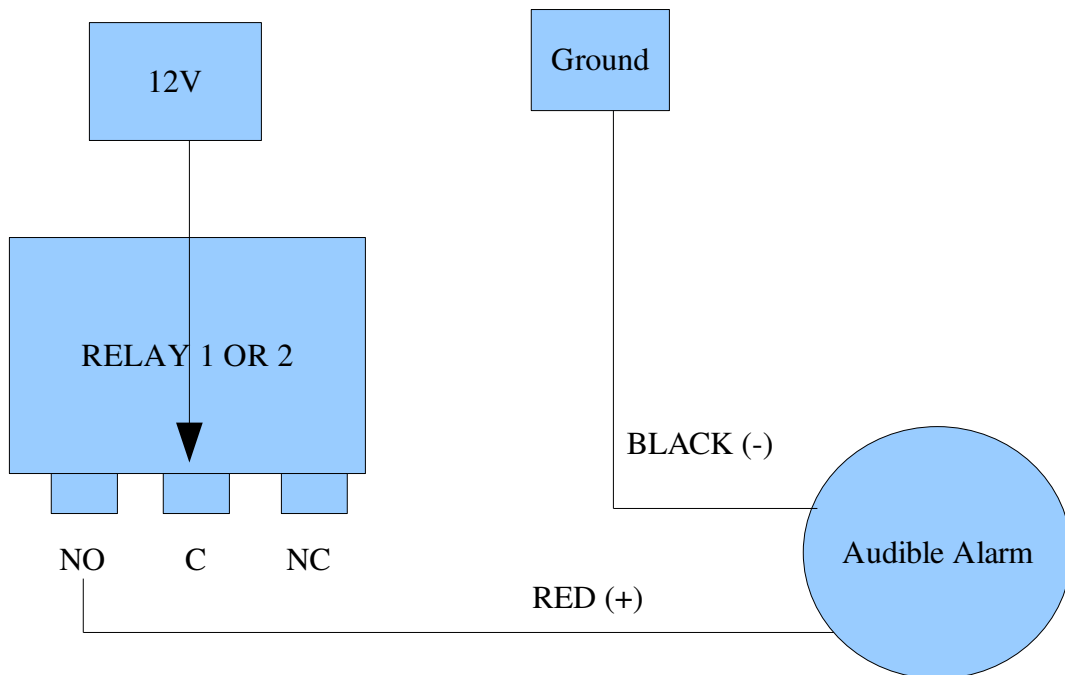 12V
Ground
RELAY 1 OR 2
BLACK (-)
NO C NC
Audible Alarm
RED (+)